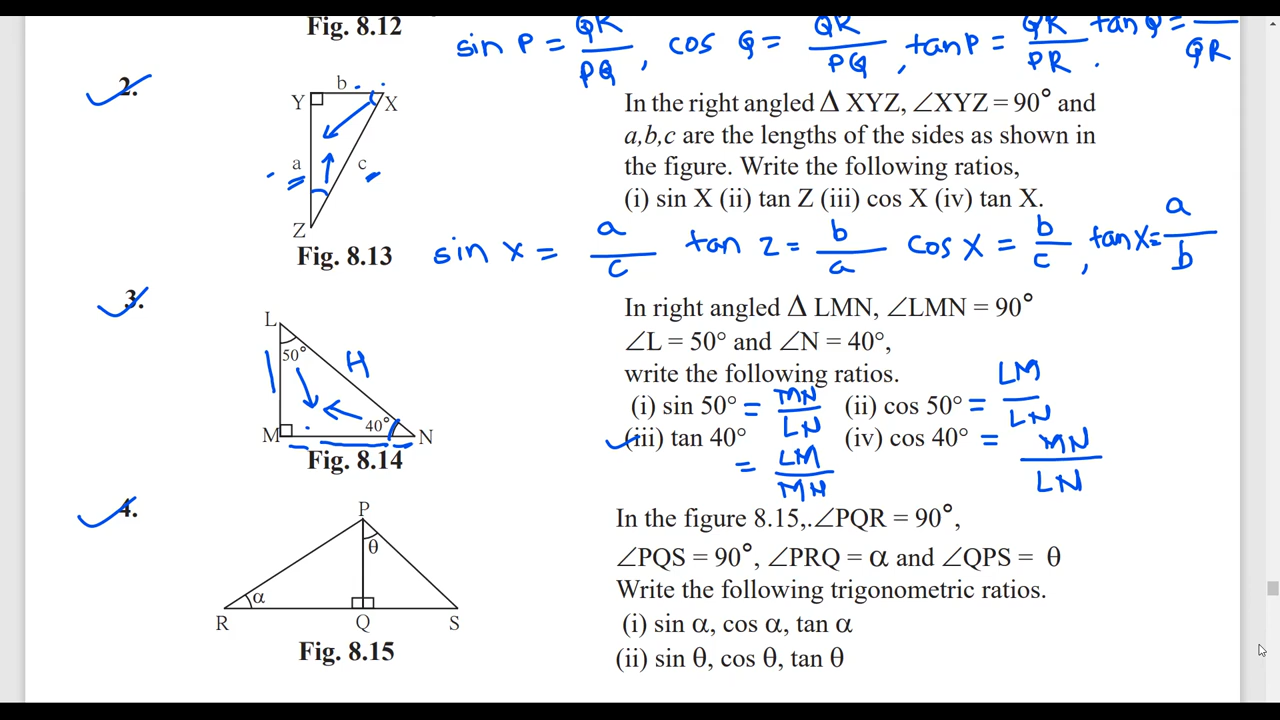 Fig. 8.12
sin P = QR/PQ , cos Q = QR/PQ , tan P = QR/PR . tan Q = /QR
2.
b
Y X
a c
Z
Fig. 8.13
In the right angled Δ XYZ, ∠XYZ = 90° and
a,b,c are the lengths of the sides as shown in
the figure. Write the following ratios,
(i) sin X (ii) tan Z (iii) cos X (iv) tan X.
sin x = a/c tan Z = b/a cos X = b/c , tan X = a/b
3.
L
50° H
40°
M N
Fig. 8.14
In right angled Δ LMN, ∠LMN = 90°
∠L = 50° and ∠N = 40°,
write the following ratios.
(i) sin 50° = MN/LN (ii) cos 50° = LM/LN
(iii) tan 40° = LM/MN (iv) cos 40° = MN/LN
4.
P
θ
α
R Q S
Fig. 8.15
In the figure 8.15,.∠PQR = 90°,
∠PQS = 90°, ∠PRQ = α and ∠QPS = θ
Write the following trigonometric ratios.
(i) sin α, cos α, tan α
(ii) sin θ, cos θ, tan θ